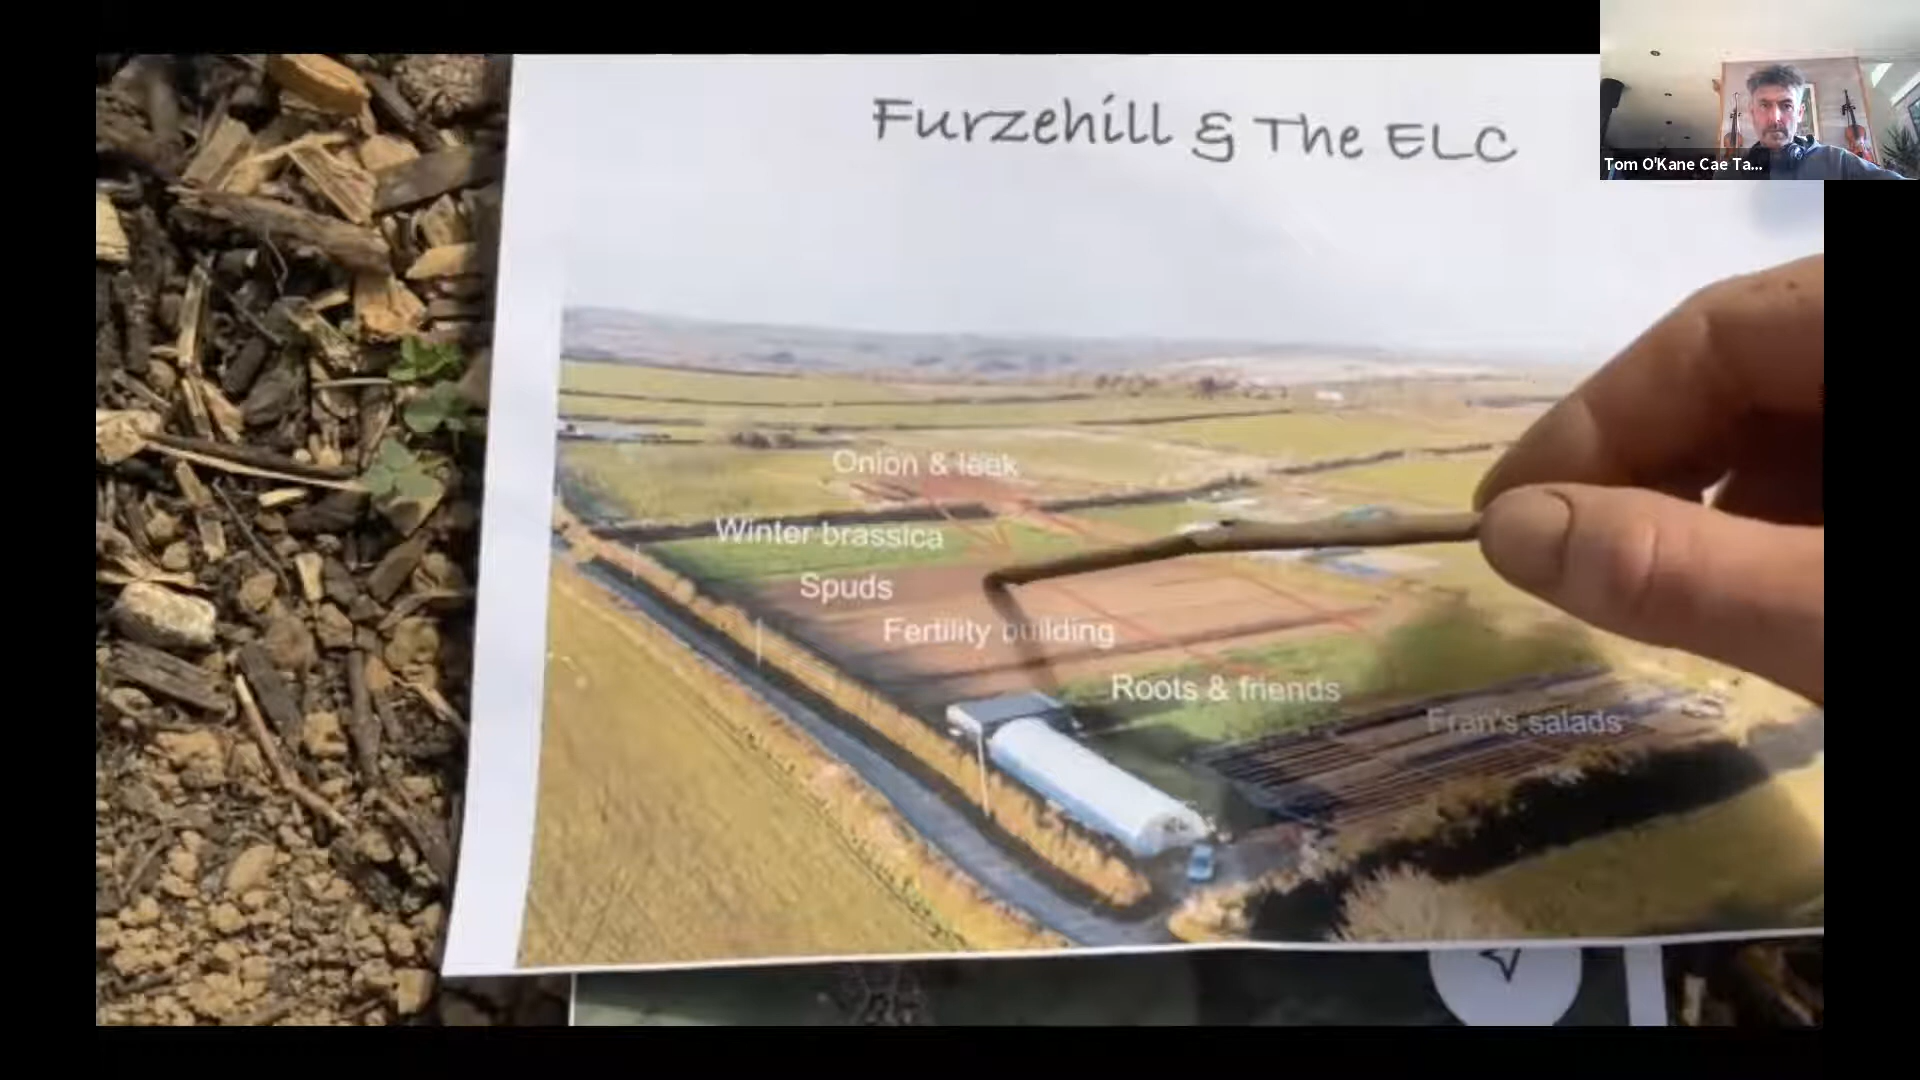 Furzehill & The ELC
Tom O'Kane Cae Ta...
Onion & leek
Winter brassica
Spuds
Fertility building
Roots & friends
Fran's salads